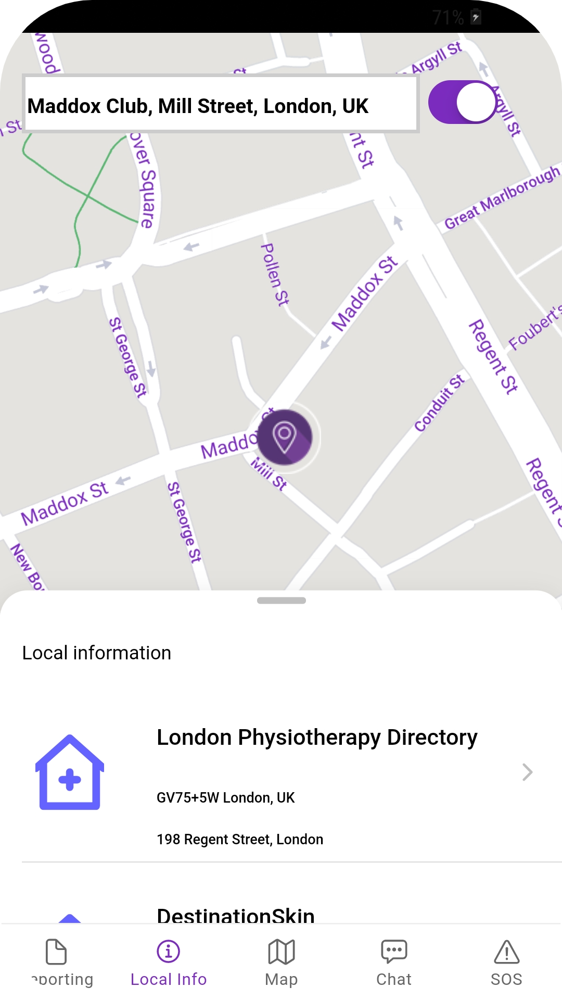 71%
wood
St
Argyll St
Argyll St
Maddox Club, Mill Street, London, UK
St
over Square
nt St
Great Marlborough
Pollen St
Maddox St
St George St
Regent St
Foubert's
Conduit St
St
Maddo
Mill St
Regent S
Maddox St
St George St
New Bo
Local information
London Physiotherapy Directory
GV75+5W London, UK
198 Regent Street, London
DestinationSkin
eporting
Local Info
Map
Chat
SOS